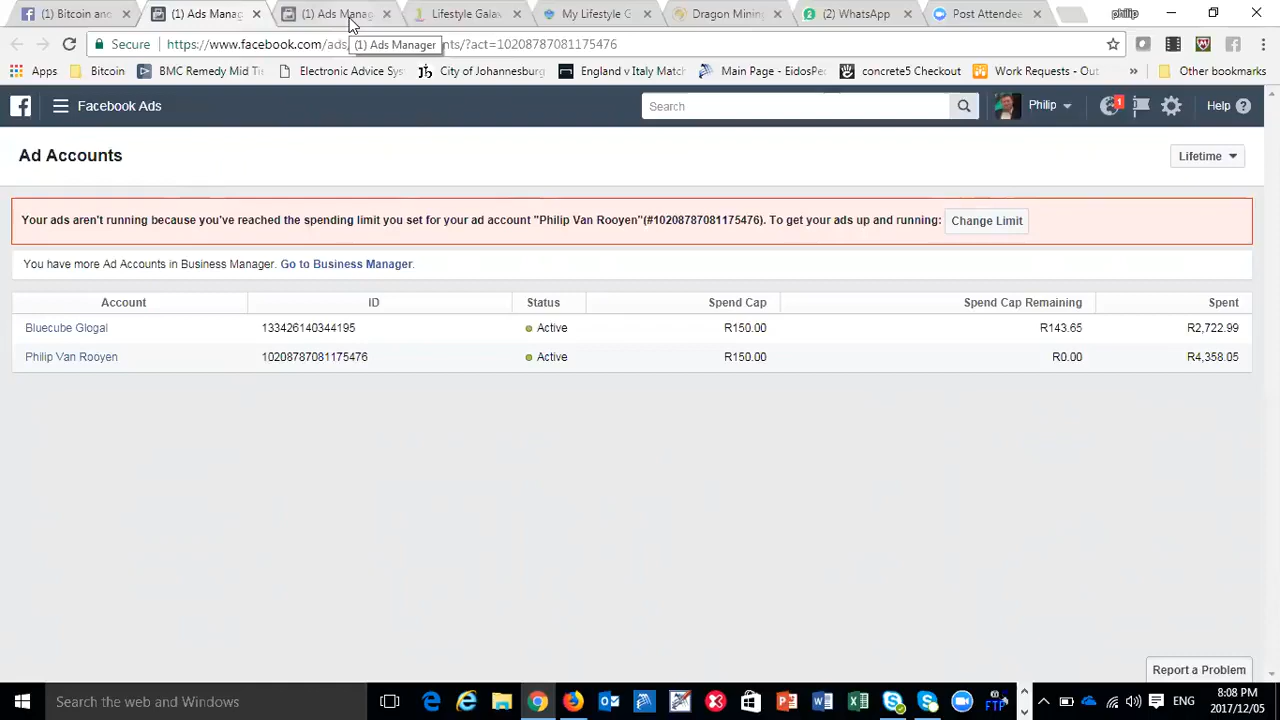 (1) Bitcoin and
(1) Ads Manag
(1) Ads Manag
Lifestyle Gala
My Lifestyle G
Dragon Mining
(2) WhatsApp
Post Attendee
philip
Secure
https://www.facebook.com/ads, nts/?act=10208787081175476
(1) Ads Manager
Apps
Bitcoin
BMC Remedy Mid Ti
Electronic Advice Sys
City of Johannesburg
England v Italy Match
Main Page - EidosPe
concrete5 Checkout
Work Requests - Out
»
Other bookmarks
Facebook Ads
Search
Philip
1
Help
Ad Accounts
Lifetime
Your ads aren't running because you've reached the spending limit you set for your ad account "Philip Van Rooyen"(#10208787081175476). To get your ads up and running: Change Limit
You have more Ad Accounts in Business Manager. Go to Business Manager.
Account ID Status Spend Cap Spend Cap Remaining Spent
Bluecube Glogal 133426140344195 Active R150.00 R143.65 R2,722.99
Philip Van Rooyen 10208787081175476 Active R150.00 R0.00 R4,358.05
Report a Problem
Search the web and Windows
FTP
ENG
8:08 PM
2017/12/05